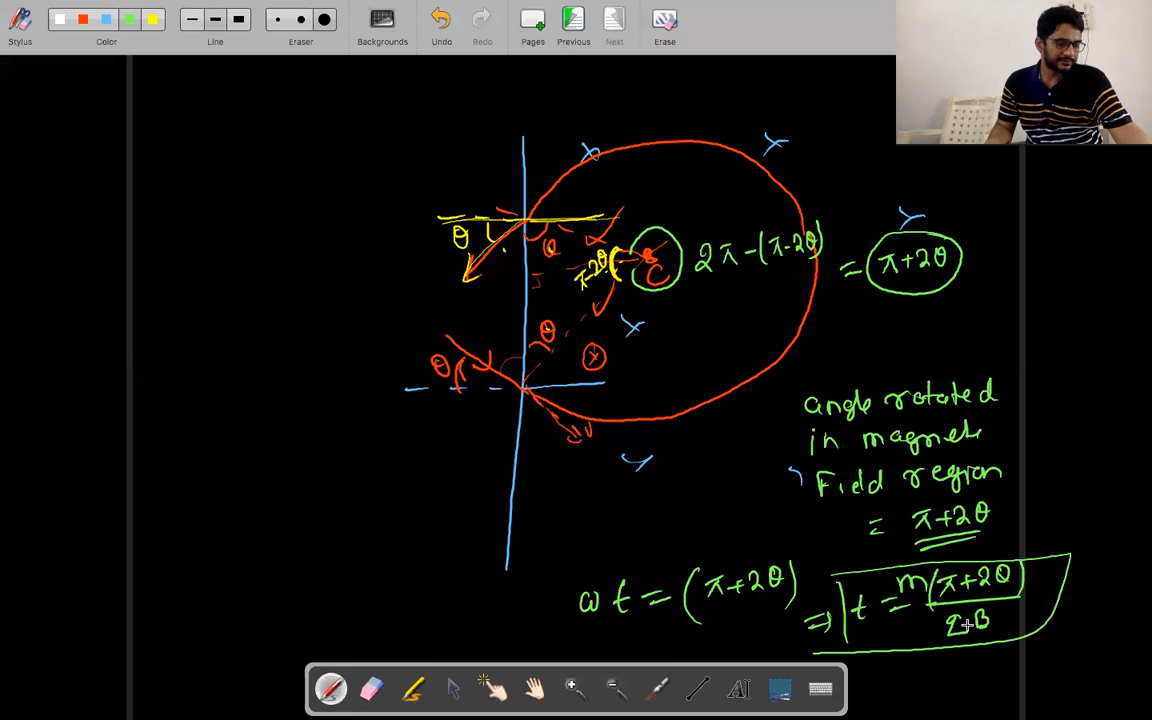 Stylus
Color
Line
Eraser
Backgrounds
Undo
Redo
Pages
Previous
Next
Erase
θ
θ
π-2θ
C
2π-(π-2θ)
= π+2θ
θ
θ
angle rotated
in magnetic
Field region
= π+2θ
ωt = (π+2θ)
⇒ t = m(π+2θ)
qB